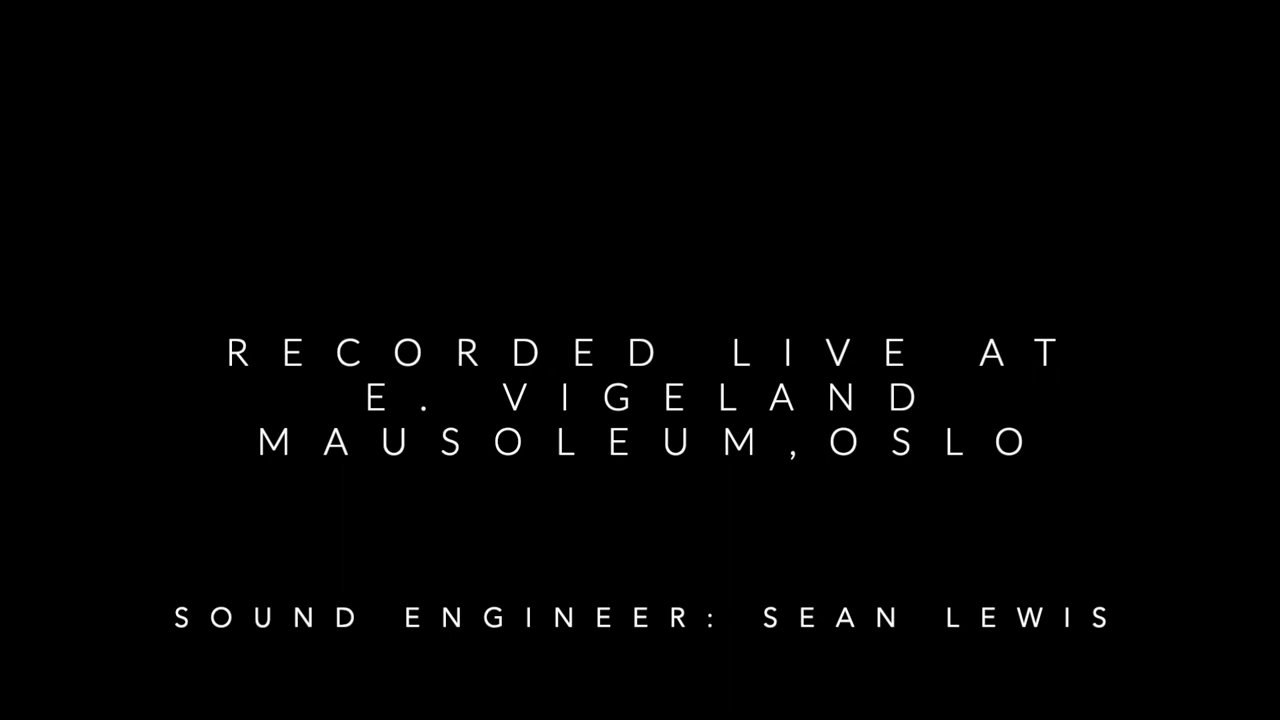 RECORDED LIVE AT
E. VIGELAND
MAUSOLEUM,OSLO
SOUND ENGINEER: SEAN LEWIS